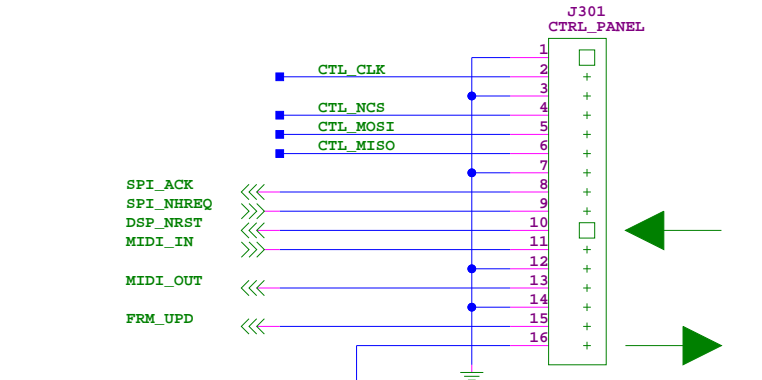 J301
CTRL_PANEL
1
CTL_CLK 2
3
CTL_NCS 4
CTL_MOSI 5
CTL_MISO 6
7
SPI_ACK 8
SPI_NHREQ 9
DSP_NRST 10
MIDI_IN 11
12
MIDI_OUT 13
14
FRM_UPD 15
16